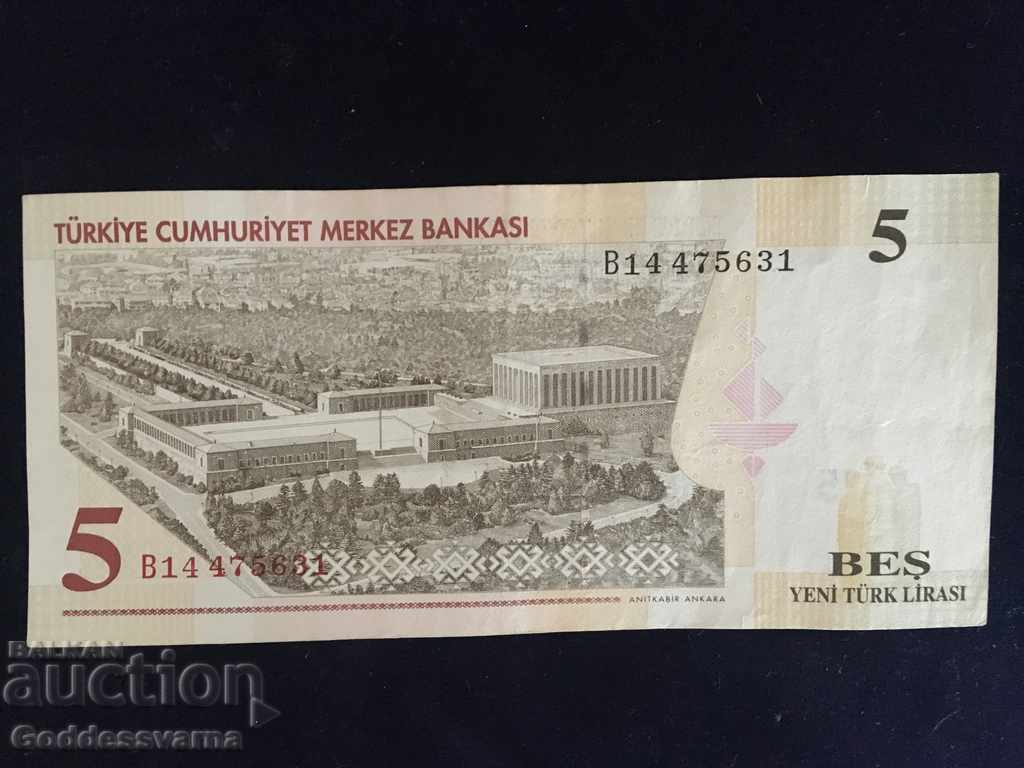 TÜRKİYE CUMHURİYET MERKEZ BANKASI
5
B14 475631
5
B14 475631
ANITKABİR-ANKARA
BEŞ
YENİ TÜRK LİRASI
BALKAN
auction
Goddessvarna